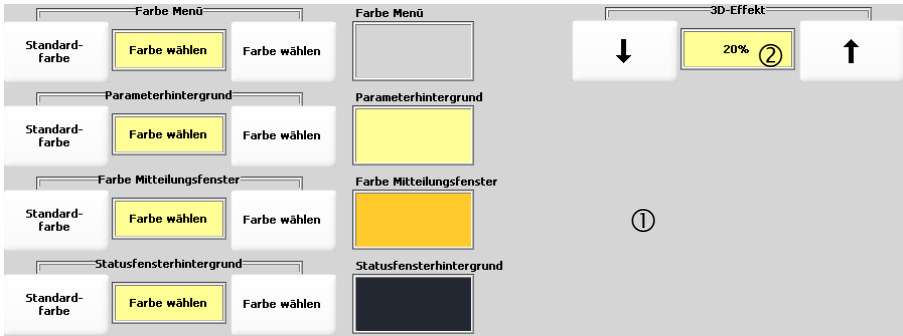 Farbe Menü
Farbe Menü
3D-Effekt
Standard-
farbe
Farbe wählen
Farbe wählen
↓
20%
②
↑
Parameterhintergrund
Parameterhintergrund
Standard-
farbe
Farbe wählen
Farbe wählen
Farbe Mitteilungsfenster
Farbe Mitteilungsfenster
Standard-
farbe
Farbe wählen
Farbe wählen
①
Statusfensterhintergrund
Statusfensterhintergrund
Standard-
farbe
Farbe wählen
Farbe wählen